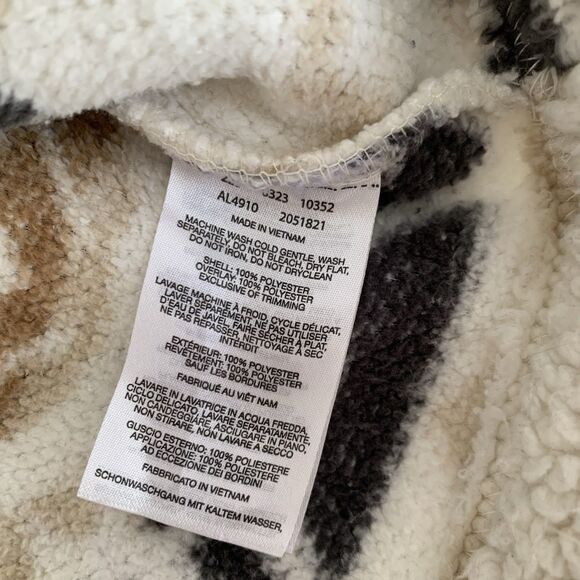 0323 10352
AL4910 2051821
MADE IN VIETNAM
MACHINE WASH COLD GENTLE, WASH
SEPARATELY, DO NOT BLEACH, DRY FLAT,
DO NOT IRON, DO NOT DRYCLEAN
SHELL: 100% POLYESTER
OVERLAY: 100% POLYESTER
EXCLUSIVE OF TRIMMING
LAVAGE MACHINE À FROID, CYCLE DÉLICAT,
LAVER SÉPARÉMENT, NE PAS UTILISER
D'EAU DE JAVEL, FAIRE SÉCHER À PLAT,
NE PAS REPASSER, NETTOYAGE À SEC
INTERDIT
EXTÉRIEUR: 100% POLYESTER
REVÊTEMENT: 100% POLYESTER
SAUF LES BORDURES
FABRIQUÉ AU VIÊT NAM
LAVARE IN LAVATRICE IN ACQUA FREDDA,
CICLO DELICATO, LAVARE SEPARATAMENTE,
NON CANDEGGIARE, ASCIUGARE IN PIANO,
NON STIRARE, NON LAVARE A SECCO
GUSCIO ESTERNO: 100% POLIESTERE
APPLICAZIONE: 100% POLIESTERE
AD ECCEZIONE DEI BORDINI
FABBRICATO IN VIETNAM
SCHONWASCHGANG MIT KALTEM WASSER,